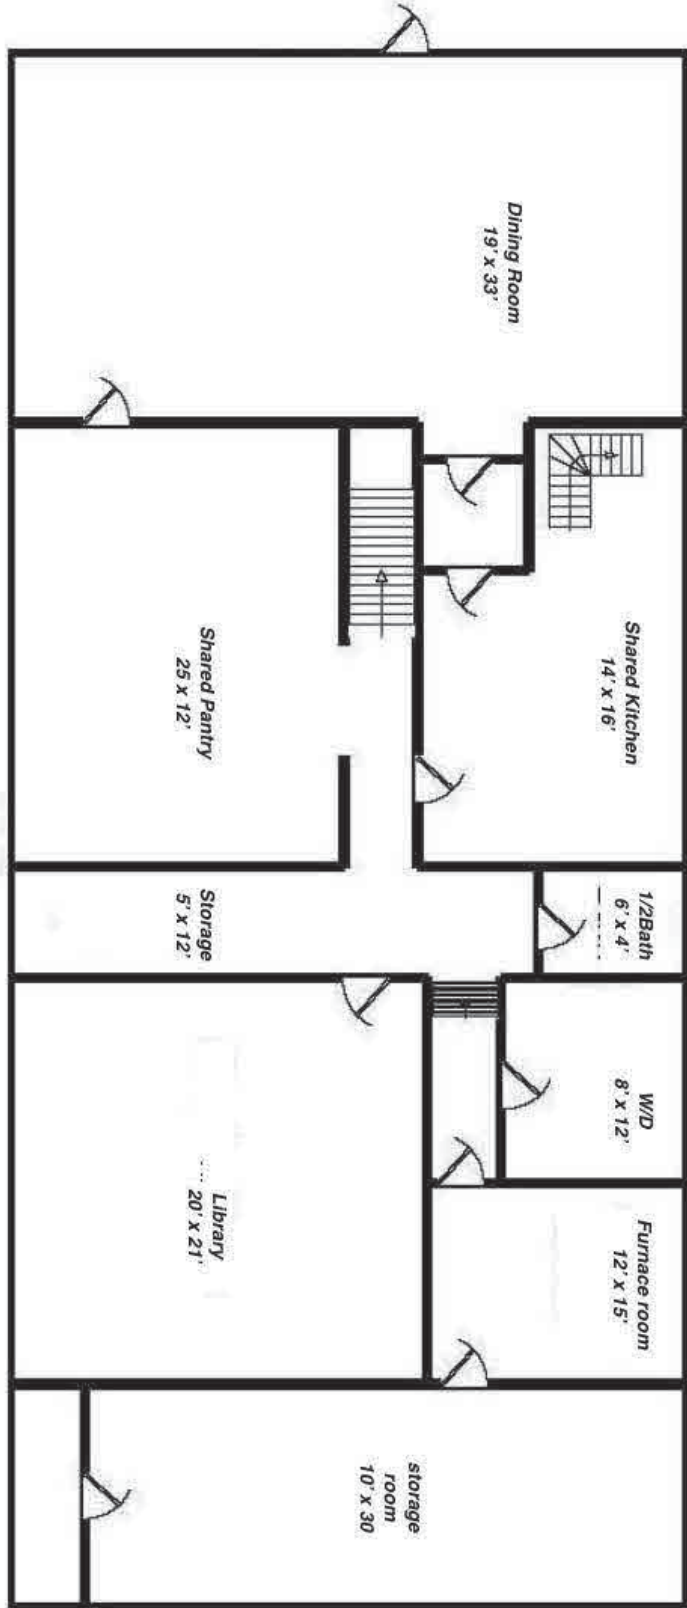 Dining Room
19' x 33'
Shared Kitchen
14' x 16'
Shared Pantry
25 x 12'
1/2Bath
6' x 4'
Storage
5' x 12'
W/D
8' x 12'
Library
20' x 21'
Furnace room
12' x 15'
storage
room
10' x 30